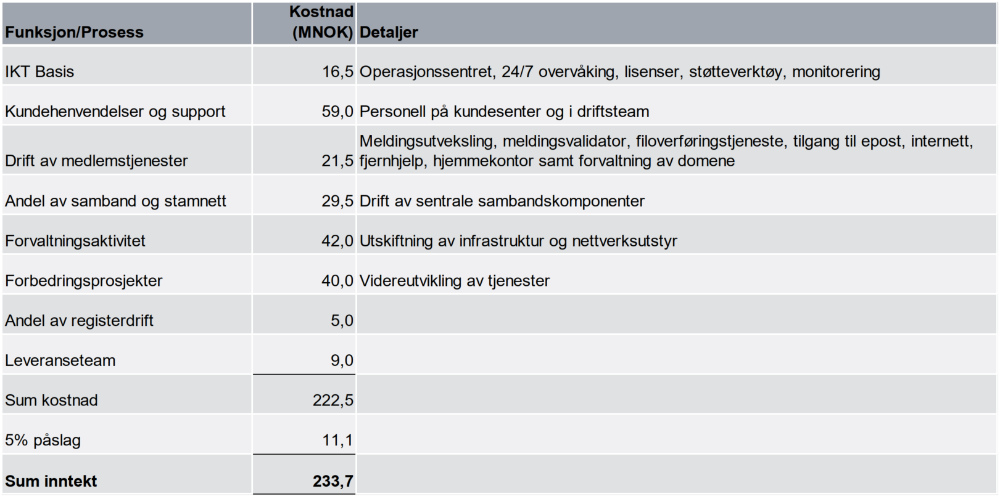 Funksjon/Prosess Kostnad (MNOK) Detaljer
IKT Basis 16,5 Operasjonssentret, 24/7 overvåking, lisenser, støtteverktøy, monitorering
Kundehenvendelser og support 59,0 Personell på kundesenter og i driftsteam
Drift av medlemstjenester 21,5 Meldingsutveksling, meldingsvalidator, filoverføringstjeneste, tilgang til epost, internett,
fjernhjelp, hjemmekontor samt forvaltning av domene
Andel av samband og stamnett 29,5 Drift av sentrale sambandskomponenter
Forvaltningsaktivitet 42,0 Utskiftning av infrastruktur og nettverksutstyr
Forbedringsprosjekter 40,0 Videreutvikling av tjenester
Andel av registerdrift 5,0
Leveranseteam 9,0
Sum kostnad 222,5
5% påslag 11,1
Sum inntekt 233,7